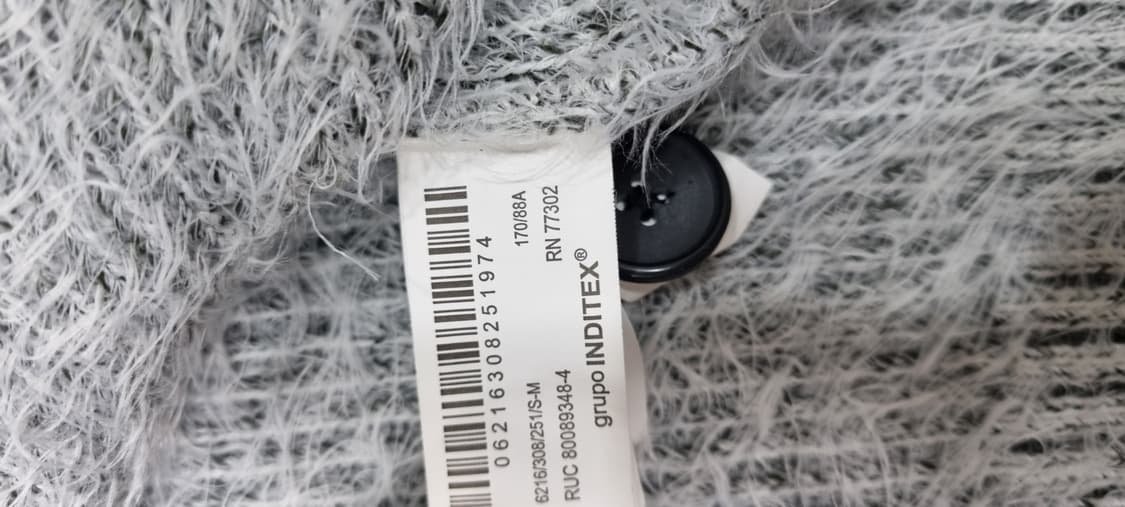 06216308251974
6216/308/251/S-M 170/88A
RUC 80089348-4 RN 77302
grupo INDITEX®